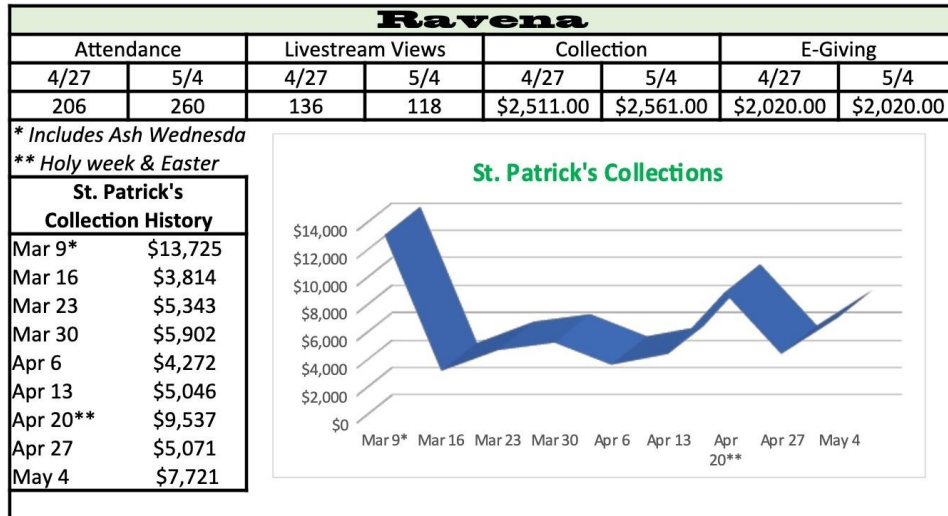 Ravena
Attendance Livestream Views Collection E-Giving
4/27 5/4 4/27 5/4 4/27 5/4 4/27 5/4
206 260 136 118 $2,511.00 $2,561.00 $2,020.00 $2,020.00
* Includes Ash Wednesda
** Holy week & Easter
St. Patrick's
Collection History
Mar 9* $13,725
Mar 16 $3,814
Mar 23 $5,343
Mar 30 $5,902
Apr 6 $4,272
Apr 13 $5,046
Apr 20** $9,537
Apr 27 $5,071
May 4 $7,721
St. Patrick's Collections
$14,000
$12,000
$10,000
$8,000
$6,000
$4,000
$2,000
$0
Mar 9* Mar 16 Mar 23 Mar 30 Apr 6 Apr 13 Apr Apr 27 May 4
20**